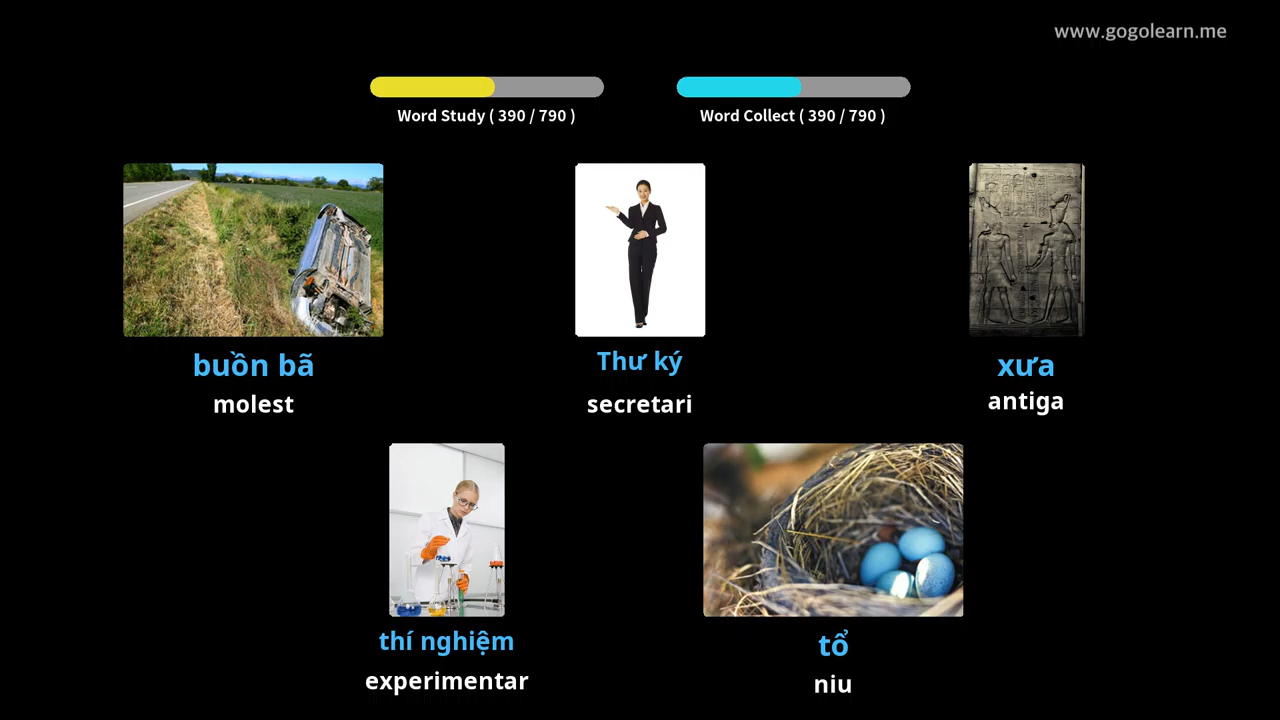 www.gogolearn.me
Word Study ( 390 / 790 )
Word Collect ( 390 / 790 )
buồn bã
molest
Thư ký
secretari
xưa
antiga
thí nghiệm
experimentar
tổ
niu